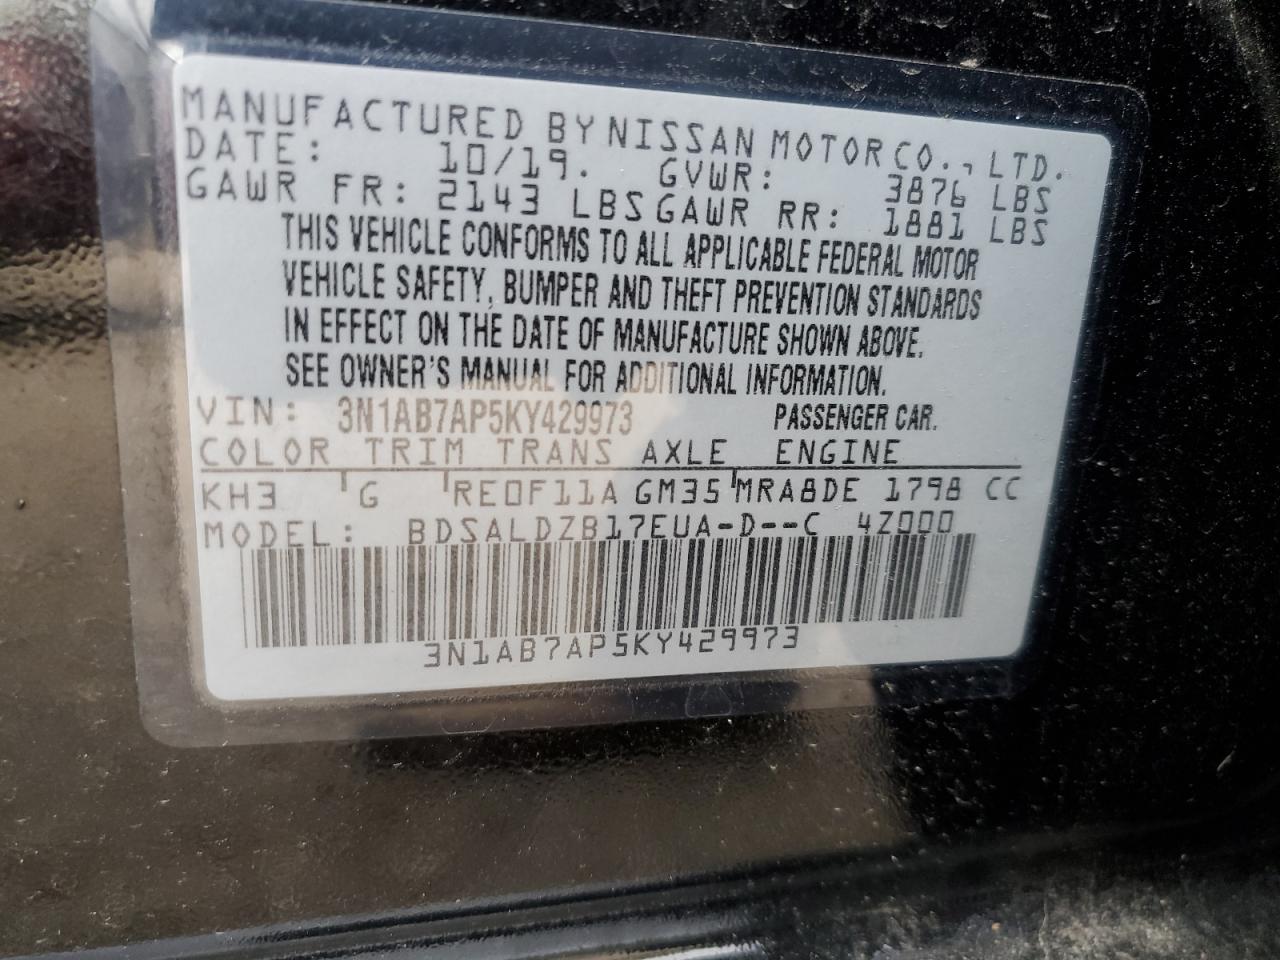 MANUFACTURED BY NISSAN MOTOR CO., LTD.
DATE: 10/19. GVWR: 3876 LBS
GAWR FR: 2143 LBS GAWR RR: 1881 LBS
THIS VEHICLE CONFORMS TO ALL APPLICABLE FEDERAL MOTOR
VEHICLE SAFETY, BUMPER AND THEFT PREVENTION STANDARDS
IN EFFECT ON THE DATE OF MANUFACTURE SHOWN ABOVE.
SEE OWNER'S MANUAL FOR ADDITIONAL INFORMATION.
VIN: 3N1AB7AP5KY429973 PASSENGER CAR.
COLOR TRIM TRANS AXLE ENGINE
KH3 G RE0F11A GM35 MRA8DE 1798 CC
MODEL: BDSALDZB17EUA-D--C 4Z000
3N1AB7AP5KY429973